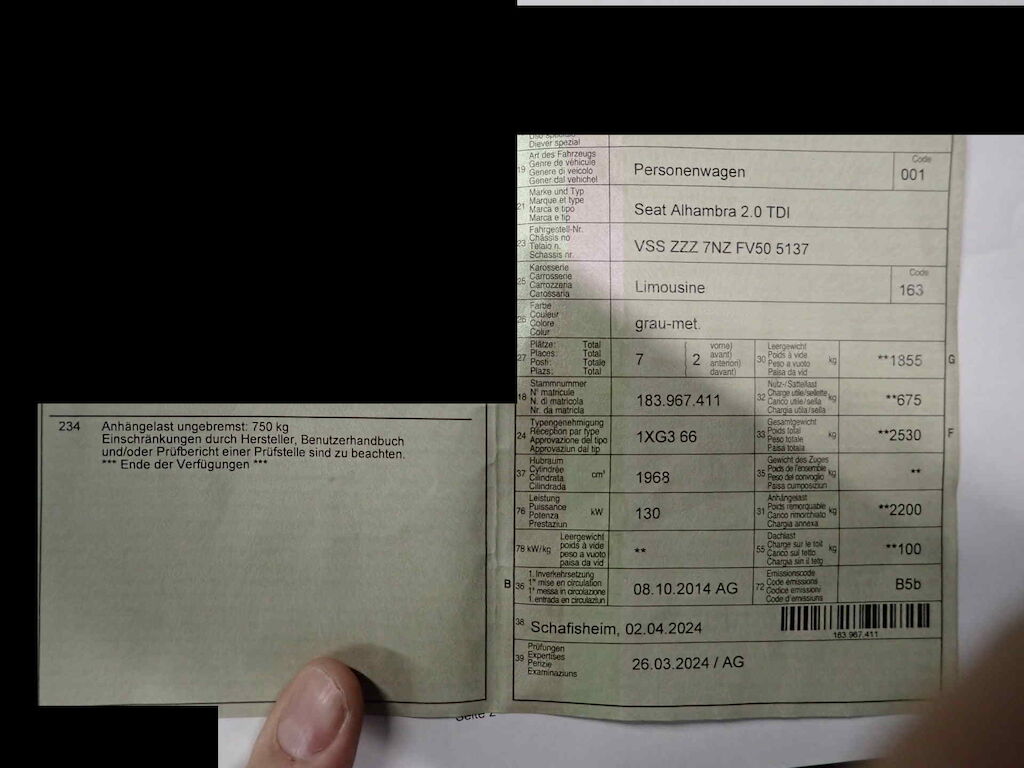 Diever spezial
19 Art des Fahrzeugs
Genre de véhicule
Genere di veicolo
Gener dal vehichel
Personenwagen
Code
001
21 Marke und Typ
Marque et type
Marca e tipo
Marca e tip
Seat Alhambra 2.0 TDI
23 Fahrgestell-Nr.
Châssis no
Telaio n.
Schassis nr.
VSS ZZZ 7NZ FV50 5137
25 Karosserie
Carrosserie
Carrozzeria
Carossaria
Limousine
Code
163
26 Farbe
Couleur
Colore
Colur
grau-met.
27 Plätze: Total
Places: Total
Posti: Totale
Plazs: Total
7
2
vorne)
avant)
anteriori)
davant)
30 Leergewicht
Poids à vide
Peso a vuoto
Paisa da vid
kg
**1855
G
18 Stammnummer
N° matricule
N. di matricola
Nr. da matricla
183.967.411
32 Nutz-/Sattellast
Charge utile/sellette
Carico utile/sella
Chargia utila/sella
kg
**675
24 Typengenehmigung
Réception par type
Approvazione del tipo
Approvaziun dal tip
1XG3 66
33 Gesamtgewicht
Poids total
Peso totale
Paisa totala
kg
**2530
F
37 Hubraum
Cylindrée
Cilindrata
Cilindrada
cm³
1968
35 Gewicht des Zuges
Poids de l'ensemble
Peso del convoglio
Paisa cumposiziun
kg
**
76 Leistung
Puissance
Potenza
Prestaziun
kW
130
31 Anhängelast
Poids remorquable
Carico rimorchiato
Chargia annexa
kg
**2200
78 kW/kg
Leergewicht
poids à vide
peso a vuoto
paisa da vid
**
55 Dachlast
Charge sur le toit
Carico sul tetto
Chargia sin il tetg
kg
**100
B 36 1. Inverkehrsetzung
1re mise en circulation
1a messa in circolazione
1. entrada en circulaziun
08.10.2014 AG
72 Emissionscode
Code émissions
Codice emissioni
Code d'emissiuns
B5b
38 Schafisheim, 02.04.2024
183.967.411
39 Prüfungen
Expertises
Perizie
Examinaziuns
26.03.2024 / AG
234 Anhängelast ungebremst: 750 kg
Einschränkungen durch Hersteller, Benutzerhandbuch
und/oder Prüfbericht einer Prüfstelle sind zu beachten.
*** Ende der Verfügungen ***
Seite 2